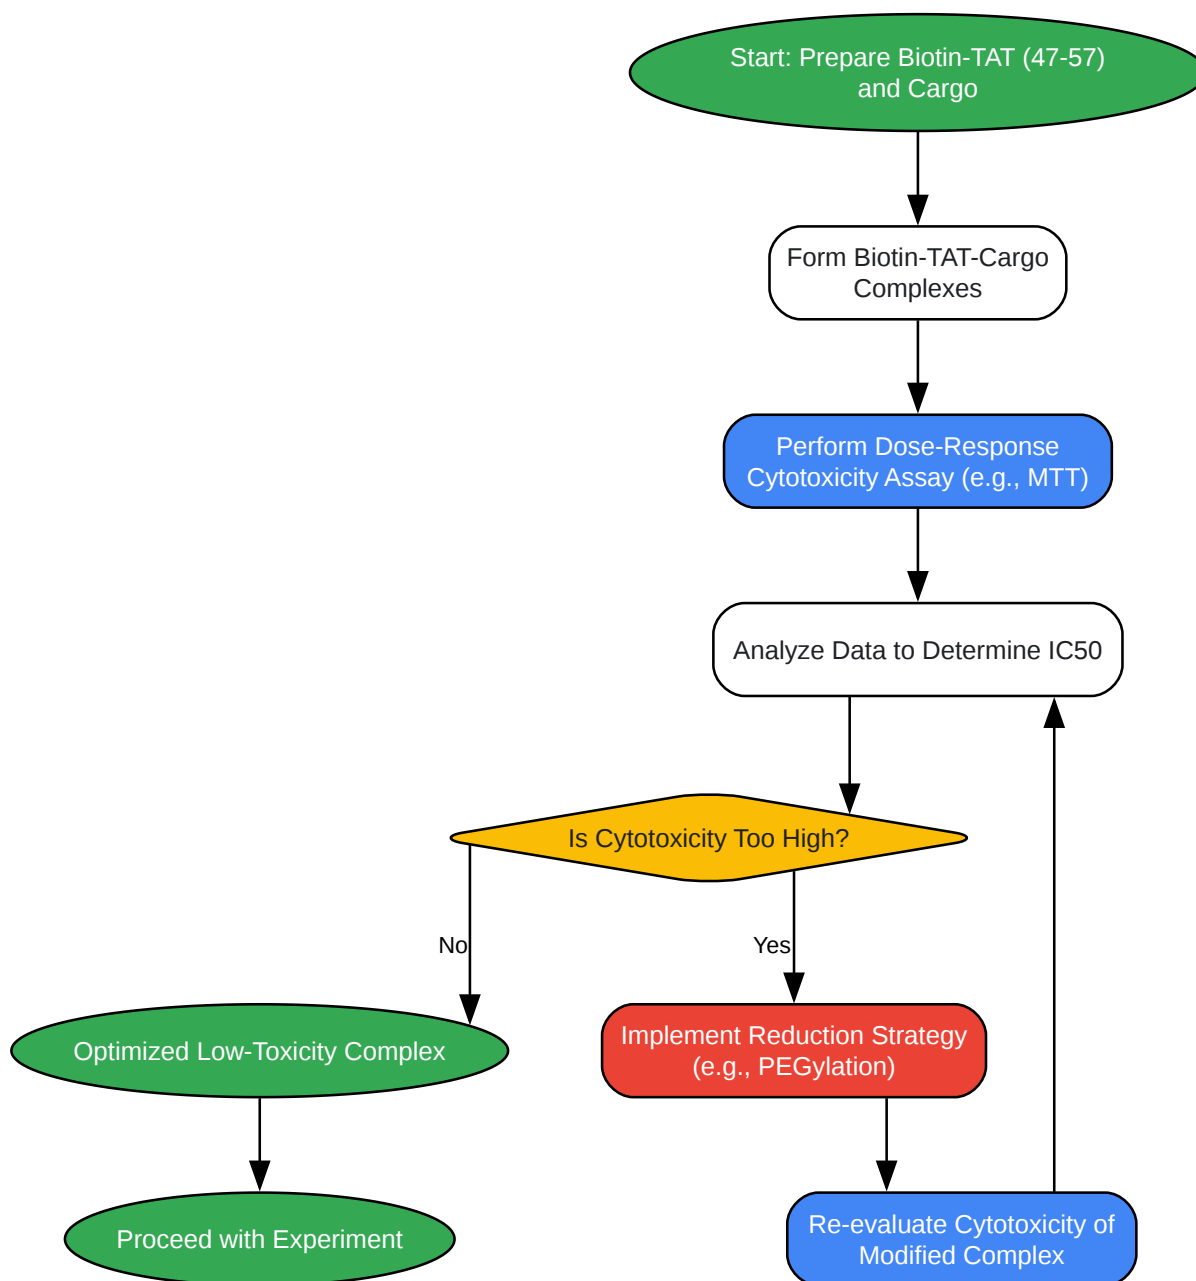 Start: Prepare Biotin-TAT (47-57)
and Cargo
Form Biotin-TAT-Cargo
Complexes
Perform Dose-Response
Cytotoxicity Assay (e.g., MTT)
Analyze Data to Determine IC50
Is Cytotoxicity Too High?
No
Yes
Optimized Low-Toxicity Complex
Implement Reduction Strategy
(e.g., PEGylation)
Proceed with Experiment
Re-evaluate Cytotoxicity of
Modified Complex